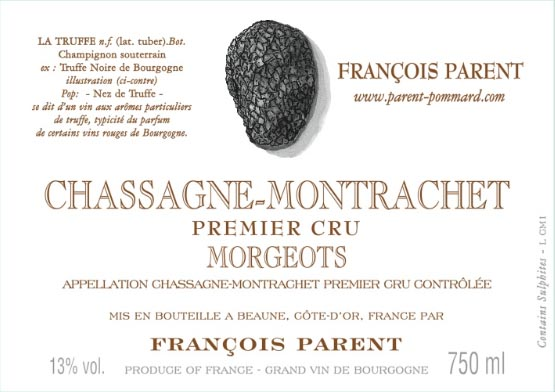 LA TRUFFE n.f. (lat. tuber).Bot.
Champignon souterrain
ex : Truffe Noire de Bourgogne
illustration (ci-contre)
Pop: - Nez de Truffe -
se dit d'un vin aux arômes particuliers
de truffe, typicité du parfum
de certains vins rouges de Bourgogne.
FRANÇOIS PARENT
www.parent-pommard.com
CHASSAGNE-MONTRACHET
PREMIER CRU
MORGEOTS
APPELLATION CHASSAGNE-MONTRACHET PREMIER CRU CONTRÔLÉE
MIS EN BOUTEILLE A BEAUNE, CÔTE-D'OR, FRANCE PAR
FRANÇOIS PARENT
13% vol.
PRODUCE OF FRANCE - GRAND VIN DE BOURGOGNE
750 ml
Contains Sulphites - L CM1